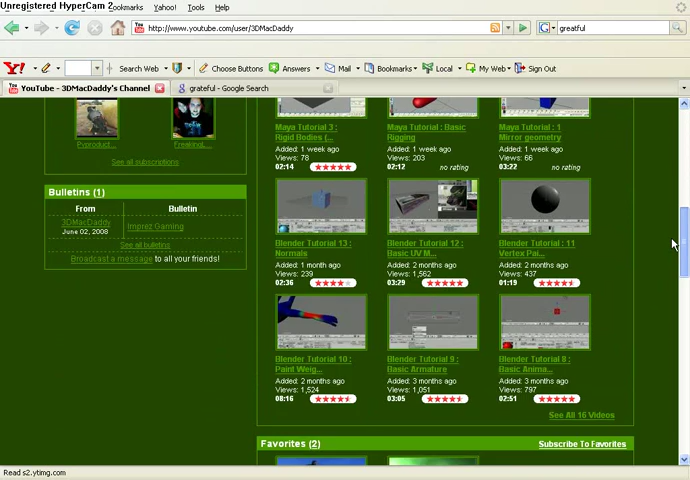 Unregistered HyperCam 2
Bookmarks Yahoo! Tools Help
http://www.youtube.com/user/3DMacDaddy
greatful
Y! Search Web Choose Buttons Answers Mail Bookmarks Local My Web Sign Out
YouTube - 3DMacDaddy's Channel
grateful - Google Search
Pvproduct...
FreakingL...
See all subscriptions
Bulletins (1)
From Bulletin
3DMacDaddy
June 02, 2008
Imprez Gaming
See all bulletins
Broadcast a message to all your friends!
Maya Tutorial 3 :
Rigid Bodies (...
Added: 1 week ago
Views: 78
02:14
Maya Tutorial : Basic
Rigging
Added: 1 week ago
Views: 203
02:12 no rating
Maya Tutorial : 1
Mirror geometry
Added: 1 week ago
Views: 66
03:22 no rating
Blender Tutorial 13 :
Normals
Added: 1 month ago
Views: 239
02:36
Blender Tutorial 12 :
Basic UV M...
Added: 2 months ago
Views: 1,562
03:29
Blender Tutorial : 11
Vertex Pai...
Added: 2 months ago
Views: 437
01:19
Blender Tutorial 10 :
Paint Weig...
Added: 2 months ago
Views: 1,524
08:16
Blender Tutorial 9 :
Basic Armature
Added: 3 months ago
Views: 1,051
03:05
Blender Tutorial 8 :
Basic Anima...
Added: 3 months ago
Views: 797
02:51
See All 16 Videos
Favorites (2)
Subscribe To Favorites
Read s2.ytimg.com